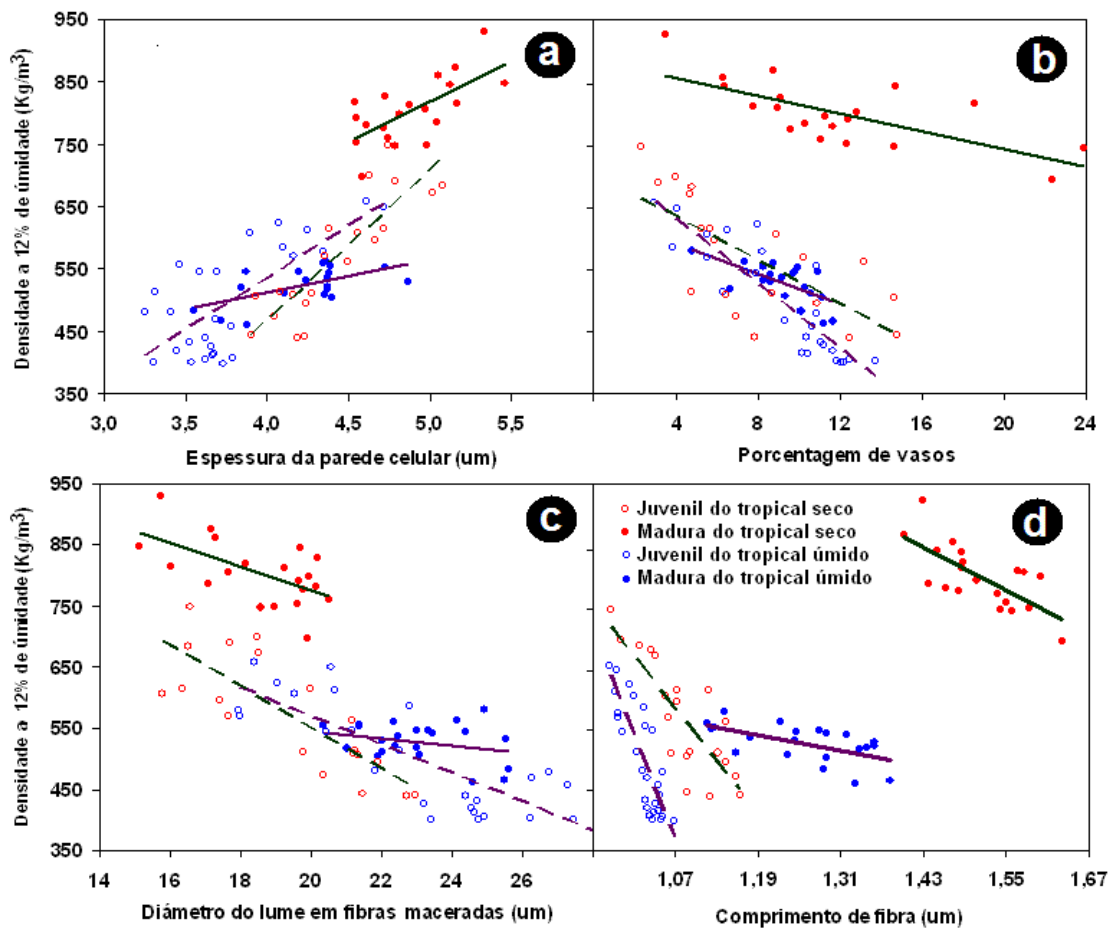 Densidade a 12% de úmidade (Kg/m³)
950
850
750
650
550
450
350
a
3,0 3,5 4,0 4,5 5,0 5,5
Espessura da parede celular (um)
b
4 8 12 16 20 24
Porcentagem de vasos
Densidade a 12% de úmidade (Kg/m³)
950
850
750
650
550
450
350
c
14 16 18 20 22 24 26
Diámetro do lume em fibras maceradas (um)
d
Juvenil do tropical seco
Madura do tropical seco
Juvenil do tropical úmido
Madura do tropical úmido
1,07 1,19 1,31 1,43 1,55 1,67
Comprimento de fibra (um)